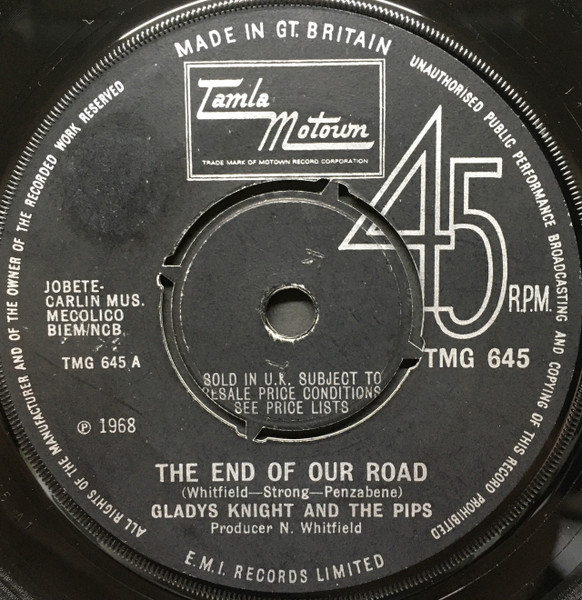 MADE IN GT. BRITAIN
UNAUTHORISED PUBLIC PERFORMANCE BROADCASTING AND COPYING OF THIS RECORD PROHIBITED
ALL RIGHTS OF THE MANUFACTURER AND OF THE OWNER OF THE RECORDED WORK RESERVED
Tamla
Motown
TRADE MARK OF MOTOWN RECORD CORPORATION
45
R.P.M.
JOBETE-
CARLIN MUS.
MECOLICO
BIEM/NCB
TMG 645 A
TMG 645
SOLD IN U.K. SUBJECT TO
RESALE PRICE CONDITIONS
SEE PRICE LISTS
℗ 1968
THE END OF OUR ROAD
(Whitfield—Strong—Penzabene)
GLADYS KNIGHT AND THE PIPS
Producer N. Whitfield
E.M.I. RECORDS LIMITED